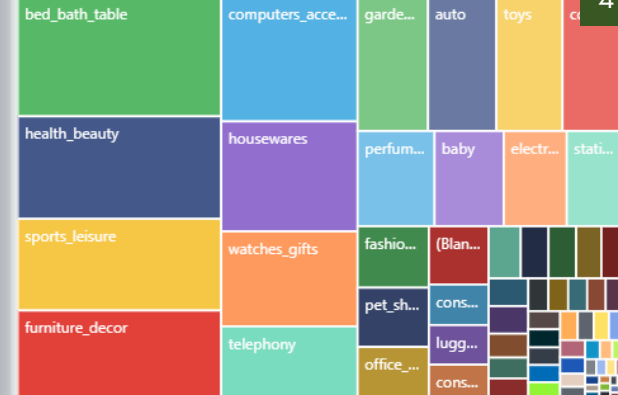 bed_bath_table
health_beauty
sports_leisure
furniture_decor
computers_acce...
housewares
watches_gifts
telephony
garde...
auto
toys
perfum...
baby
electr...
stati...
fashio...
(Blan...
pet_sh...
cons...
lugg...
office_...
cons...